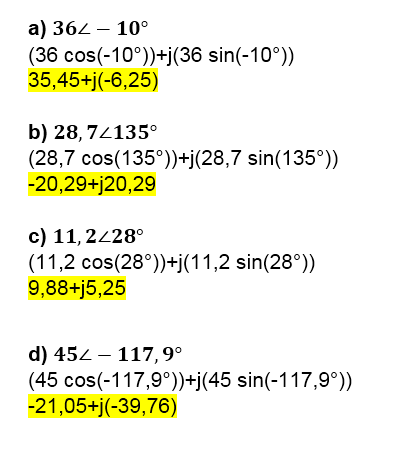 a) 36∠ − 10°
(36 cos(-10°))+j(36 sin(-10°))
35,45+j(-6,25)
b) 28, 7∠135°
(28,7 cos(135°))+j(28,7 sin(135°))
-20,29+j20,29
c) 11, 2∠28°
(11,2 cos(28°))+j(11,2 sin(28°))
9,88+j5,25
d) 45∠ − 117, 9°
(45 cos(-117,9°))+j(45 sin(-117,9°))
-21,05+j(-39,76)